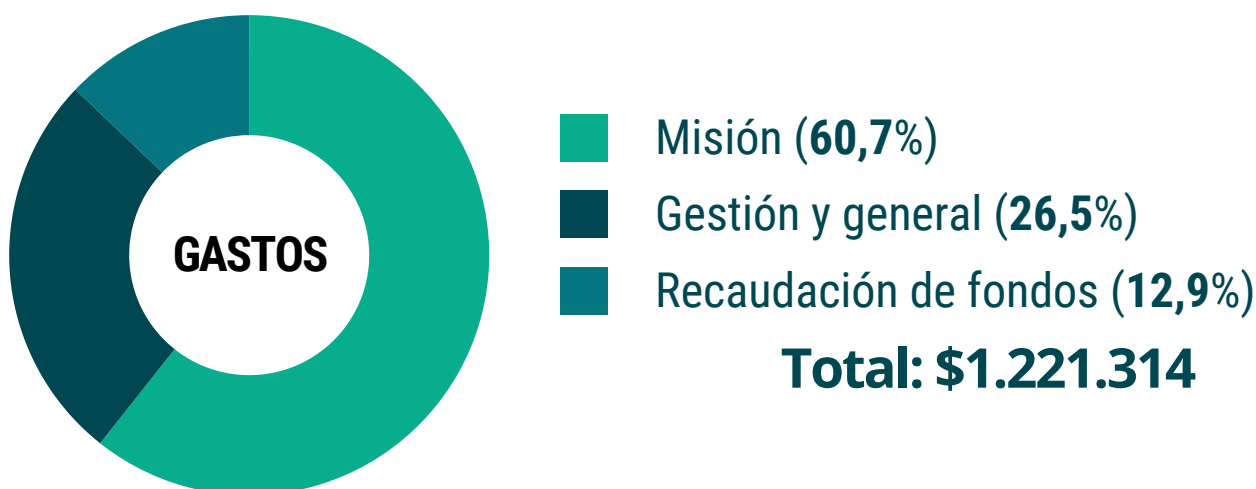 GASTOS
Misión (60,7%)
Gestión y general (26,5%)
Recaudación de fondos (12,9%)
Total: $1.221.314